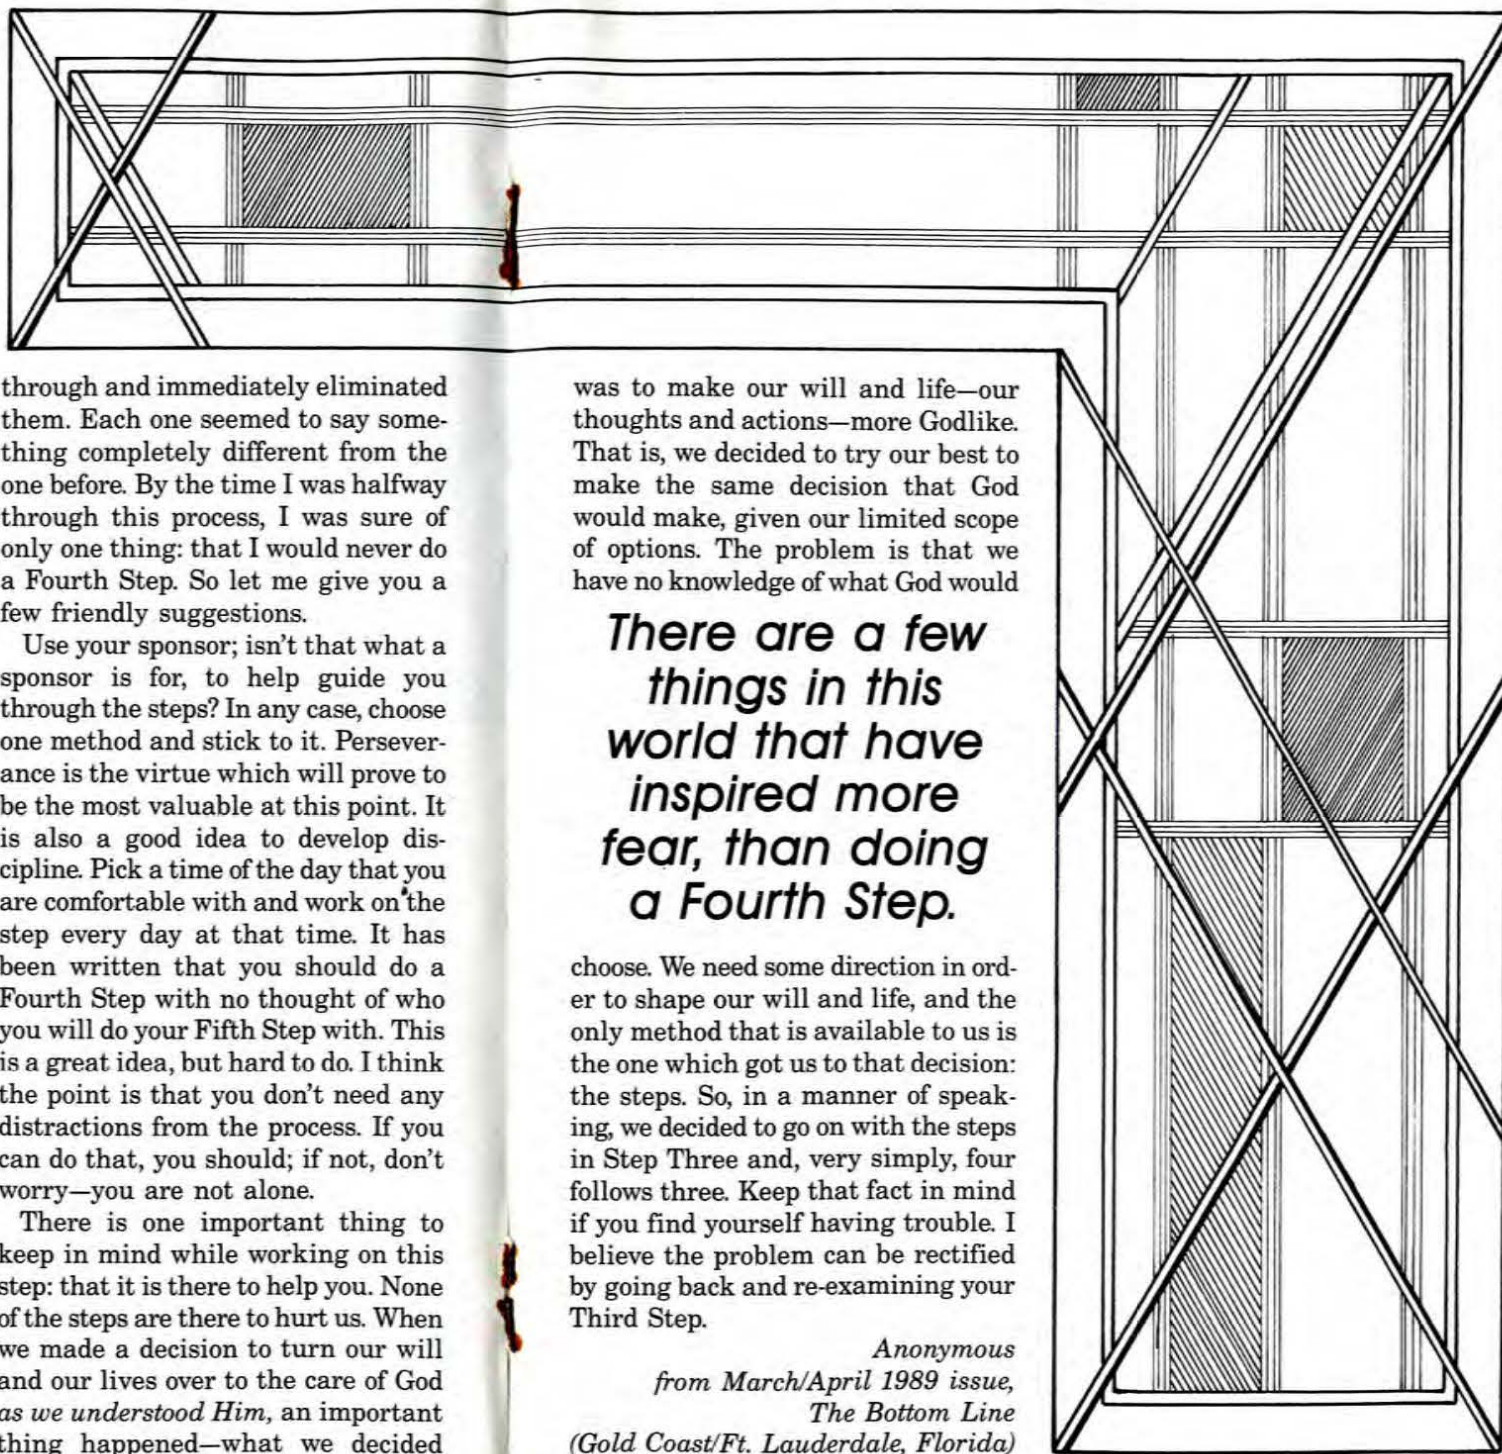 through and immediately eliminated
them. Each one seemed to say some-
thing completely different from the
one before. By the time I was halfway
through this process, I was sure of
only one thing: that I would never do
a Fourth Step. So let me give you a
few friendly suggestions.
Use your sponsor; isn't that what a
sponsor is for, to help guide you
through the steps? In any case, choose
one method and stick to it. Persever-
ance is the virtue which will prove to
be the most valuable at this point. It
is also a good idea to develop dis-
cipline. Pick a time of the day that you
are comfortable with and work on the
step every day at that time. It has
been written that you should do a
Fourth Step with no thought of who
you will do your Fifth Step with. This
is a great idea, but hard to do. I think
the point is that you don't need any
distractions from the process. If you
can do that, you should; if not, don't
worry—you are not alone.
There is one important thing to
keep in mind while working on this
step: that it is there to help you. None
of the steps are there to hurt us. When
we made a decision to turn our will
and our lives over to the care of God
as we understood Him, an important
thing happened—what we decided
was to make our will and life—our
thoughts and actions—more Godlike.
That is, we decided to try our best to
make the same decision that God
would make, given our limited scope
of options. The problem is that we
have no knowledge of what God would
There are a few
things in this
world that have
inspired more
fear, than doing
a Fourth Step.
choose. We need some direction in ord-
er to shape our will and life, and the
only method that is available to us is
the one which got us to that decision:
the steps. So, in a manner of speak-
ing, we decided to go on with the steps
in Step Three and, very simply, four
follows three. Keep that fact in mind
if you find yourself having trouble. I
believe the problem can be rectified
by going back and re-examining your
Third Step.
Anonymous
from March/April 1989 issue,
The Bottom Line
(Gold Coast/Ft. Lauderdale, Florida)